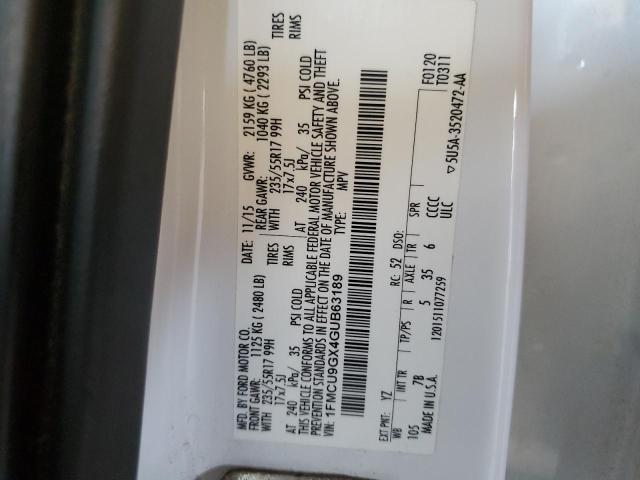 MFD. BY FORD MOTOR CO.
DATE: 11/15 GVWR: 2159 KG ( 4760 LB)
FRONT GAWR: 1125 KG ( 2480 LB) REAR GAWR: 1040 KG ( 2293 LB)
WITH 235/55R17 99H TIRES WITH 235/55R17 99H TIRES
17x7.5J RIMS 17x7.5J RIMS
AT 240 kPa/ 35 PSI COLD AT 240 kPa/ 35 PSI COLD
THIS VEHICLE CONFORMS TO ALL APPLICABLE FEDERAL MOTOR VEHICLE SAFETY AND THEFT
PREVENTION STANDARDS IN EFFECT ON THE DATE OF MANUFACTURE SHOWN ABOVE.
VIN: 1FMCU9GX4GUB63189 TYPE: MPV
EXT PNT: YZ RC: 52 DSO: F0120
WB INT TR TP/PS R AXLE TR SPR T0311
105 7B 5 35 6 CCCC
MADE IN U.S.A. 1201511077259 ULC ▽5U5A-3520472-AA